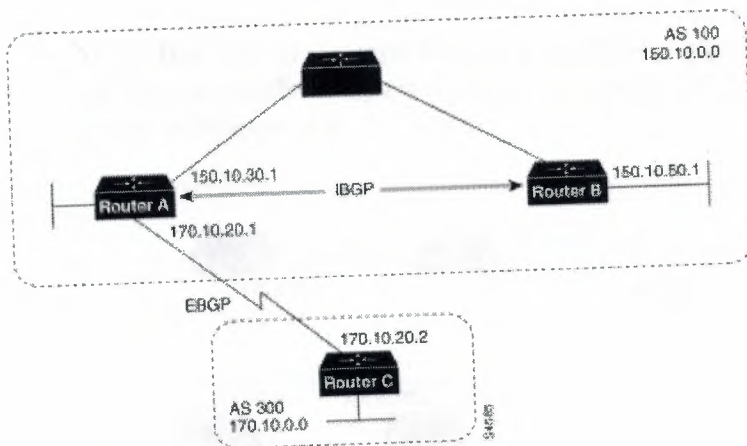 AS 100
150.10.0.0
150.10.30.1
IBGP
Router B
150.10.50.1
Router A
170.10.20.1
EBGP
170.10.20.2
Router C
AS 300
170.10.0.0